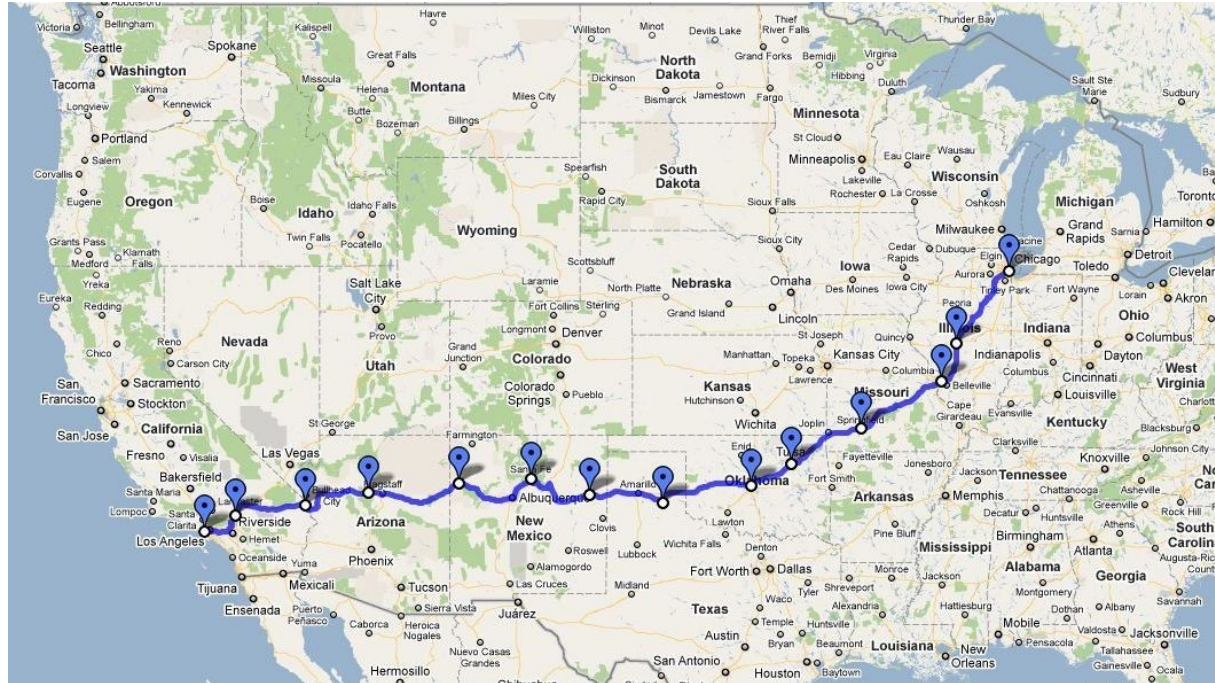 Abbotsford
Victoria
Bellingham
Kalispell
Havre
Williston
Minot
Devils Lake
Thief
River Falls
Thunder Bay
Seattle
Spokane
Great Falls
Grand Forks
Bemidji
Virginia
Hibbing
Tacoma
Washington
Missoula
Montana
Dickinson
North
Dakota
Duluth
Sault Ste
Marie
Sudbury
Longview
Yakima
Kennewick
Helena
Miles City
Bismarck
Jamestown
Fargo
Butte
Bozeman
Billings
Minnesota
Portland
Salem
St Cloud
Wausau
Minneapolis
Eau Claire
Corvallis
Spearfish
South
Dakota
Lakeville
Wisconsin
Eugene
Oregon
Boise
Idaho
Idaho Falls
Rapid City
Rochester
La Crosse
Oshkosh
Michigan
Toronto
Twin Falls
Pocatello
Wyoming
Sioux Falls
Milwaukee
Grand
Rapids
Sarnia
Hamilton
Grants Pass
Klamath
Falls
Medford
Yreka
Sioux City
Cedar
Rapids
Dubuque
Elgin
Chicago
Detroit
Scottsbluff
Iowa
Aurora
Toledo
Cleveland
Eureka
Redding
Salt Lake
City
Laramie
North Platte
Nebraska
Omaha
Des Moines
Iowa City
Tinley Park
Fort Wayne
Lorain
Akron
Provo
Fort Collins
Sterling
Grand Island
Lincoln
Peoria
Ohio
Chico
Reno
Nevada
Longmont
Denver
Illinois
Indiana
Columbus
Carson City
Utah
Grand
Junction
Colorado
St Joseph
Quincy
Indianapolis
Dayton
Sacramento
Manhattan
Topeka
Kansas City
Columbus
Cincinnati
West
Virginia
San
Francisco
Stockton
Colorado
Springs
Kansas
Lawrence
Columbia
Belleville
San Jose
Pueblo
Hutchinson
Missouri
Evansville
Louisville
Charlotte
California
St George
Wichita
Springfield
Cape
Girardeau
Kentucky
Fresno
Visalia
Las Vegas
Farmington
Joplin
Clarksville
Johnson City
Bakersfield
Santa Fe
Enid
Tulsa
Fayetteville
Jonesboro
Tennessee
Knoxville
Santa Maria
Lancaster
Bullhead
City
Flagstaff
Albuquerque
Amarillo
Oklahoma
Fort Smith
Memphis
Chattanooga
Asheville
Greenville
Lompoc
Santa
Clarita
Riverside
Arizona
New
Mexico
Clovis
Arkansas
Decatur
Huntsville
Rock Hill
Los Angeles
Hemet
Lawton
Pine Bluff
Athens
South
Carolina
Oceanside
Phoenix
Roswell
Lubbock
Wichita Falls
Mississippi
Birmingham
Atlanta
Augusta-Rich
County
Yuma
Alamogordo
Denton
Monroe
Tijuana
Mexicali
Tucson
Las Cruces
Midland
Fort Worth
Dallas
Shreveport
Jackson
Alabama
Georgia
Ensenada
Puerto
Peñasco
Sierra Vista
Juárez
Tyler
Montgomery
Savannah
Heroica
Nogales
Texas
Waco
Alexandria
Hattiesburg
Dothan
Albany
Caborca
Temple
Huntsville
Mobile
Valdosta
Jacksonville
Nuevo Casas
Grandes
Austin
Bryan
Beaumont
Louisiana
New
Orleans
Pensacola
Tallahassee
Hermosillo
San Antonio
Houston
Baytown
Gainesville
Ocala